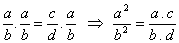 a/b . a/b = c/d . a/b ⇒ a²/b² = a.c/b.d